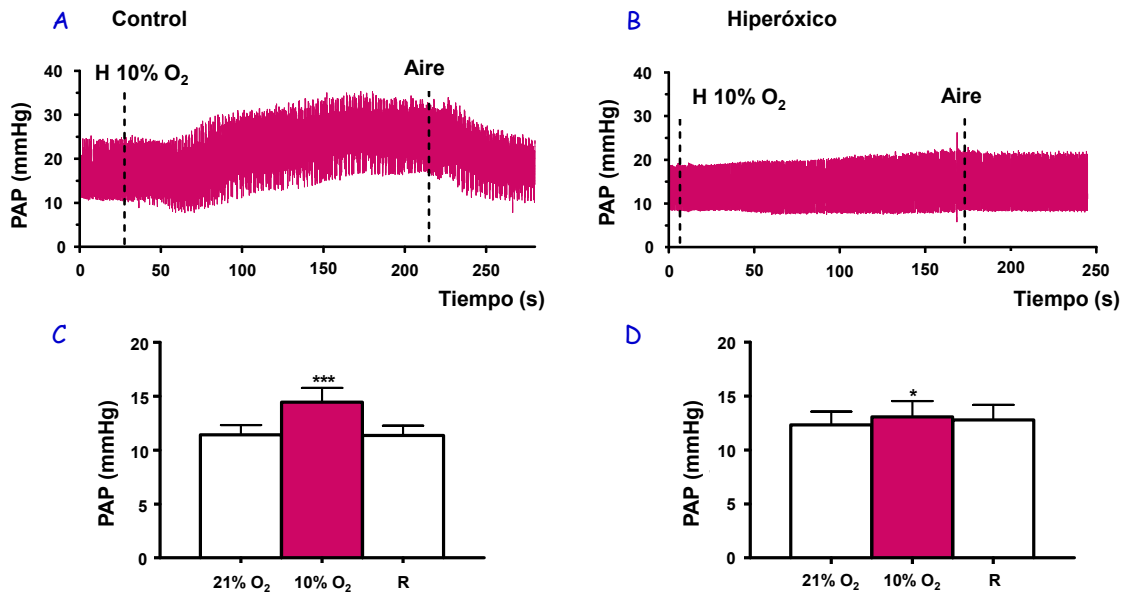 A Control
H 10% O₂
Aire
PAP (mmHg)
40
30
20
10
0
0 50 100 150 200 250
Tiempo (s)
B Hiperóxico
H 10% O₂
Aire
PAP (mmHg)
40
30
20
10
0
0 50 100 150 200 250
Tiempo (s)
C
***
PAP (mmHg)
20
15
10
5
0
21% O₂ 10% O₂ R
D
*
PAP (mmHg)
20
15
10
5
0
21% O₂ 10% O₂ R